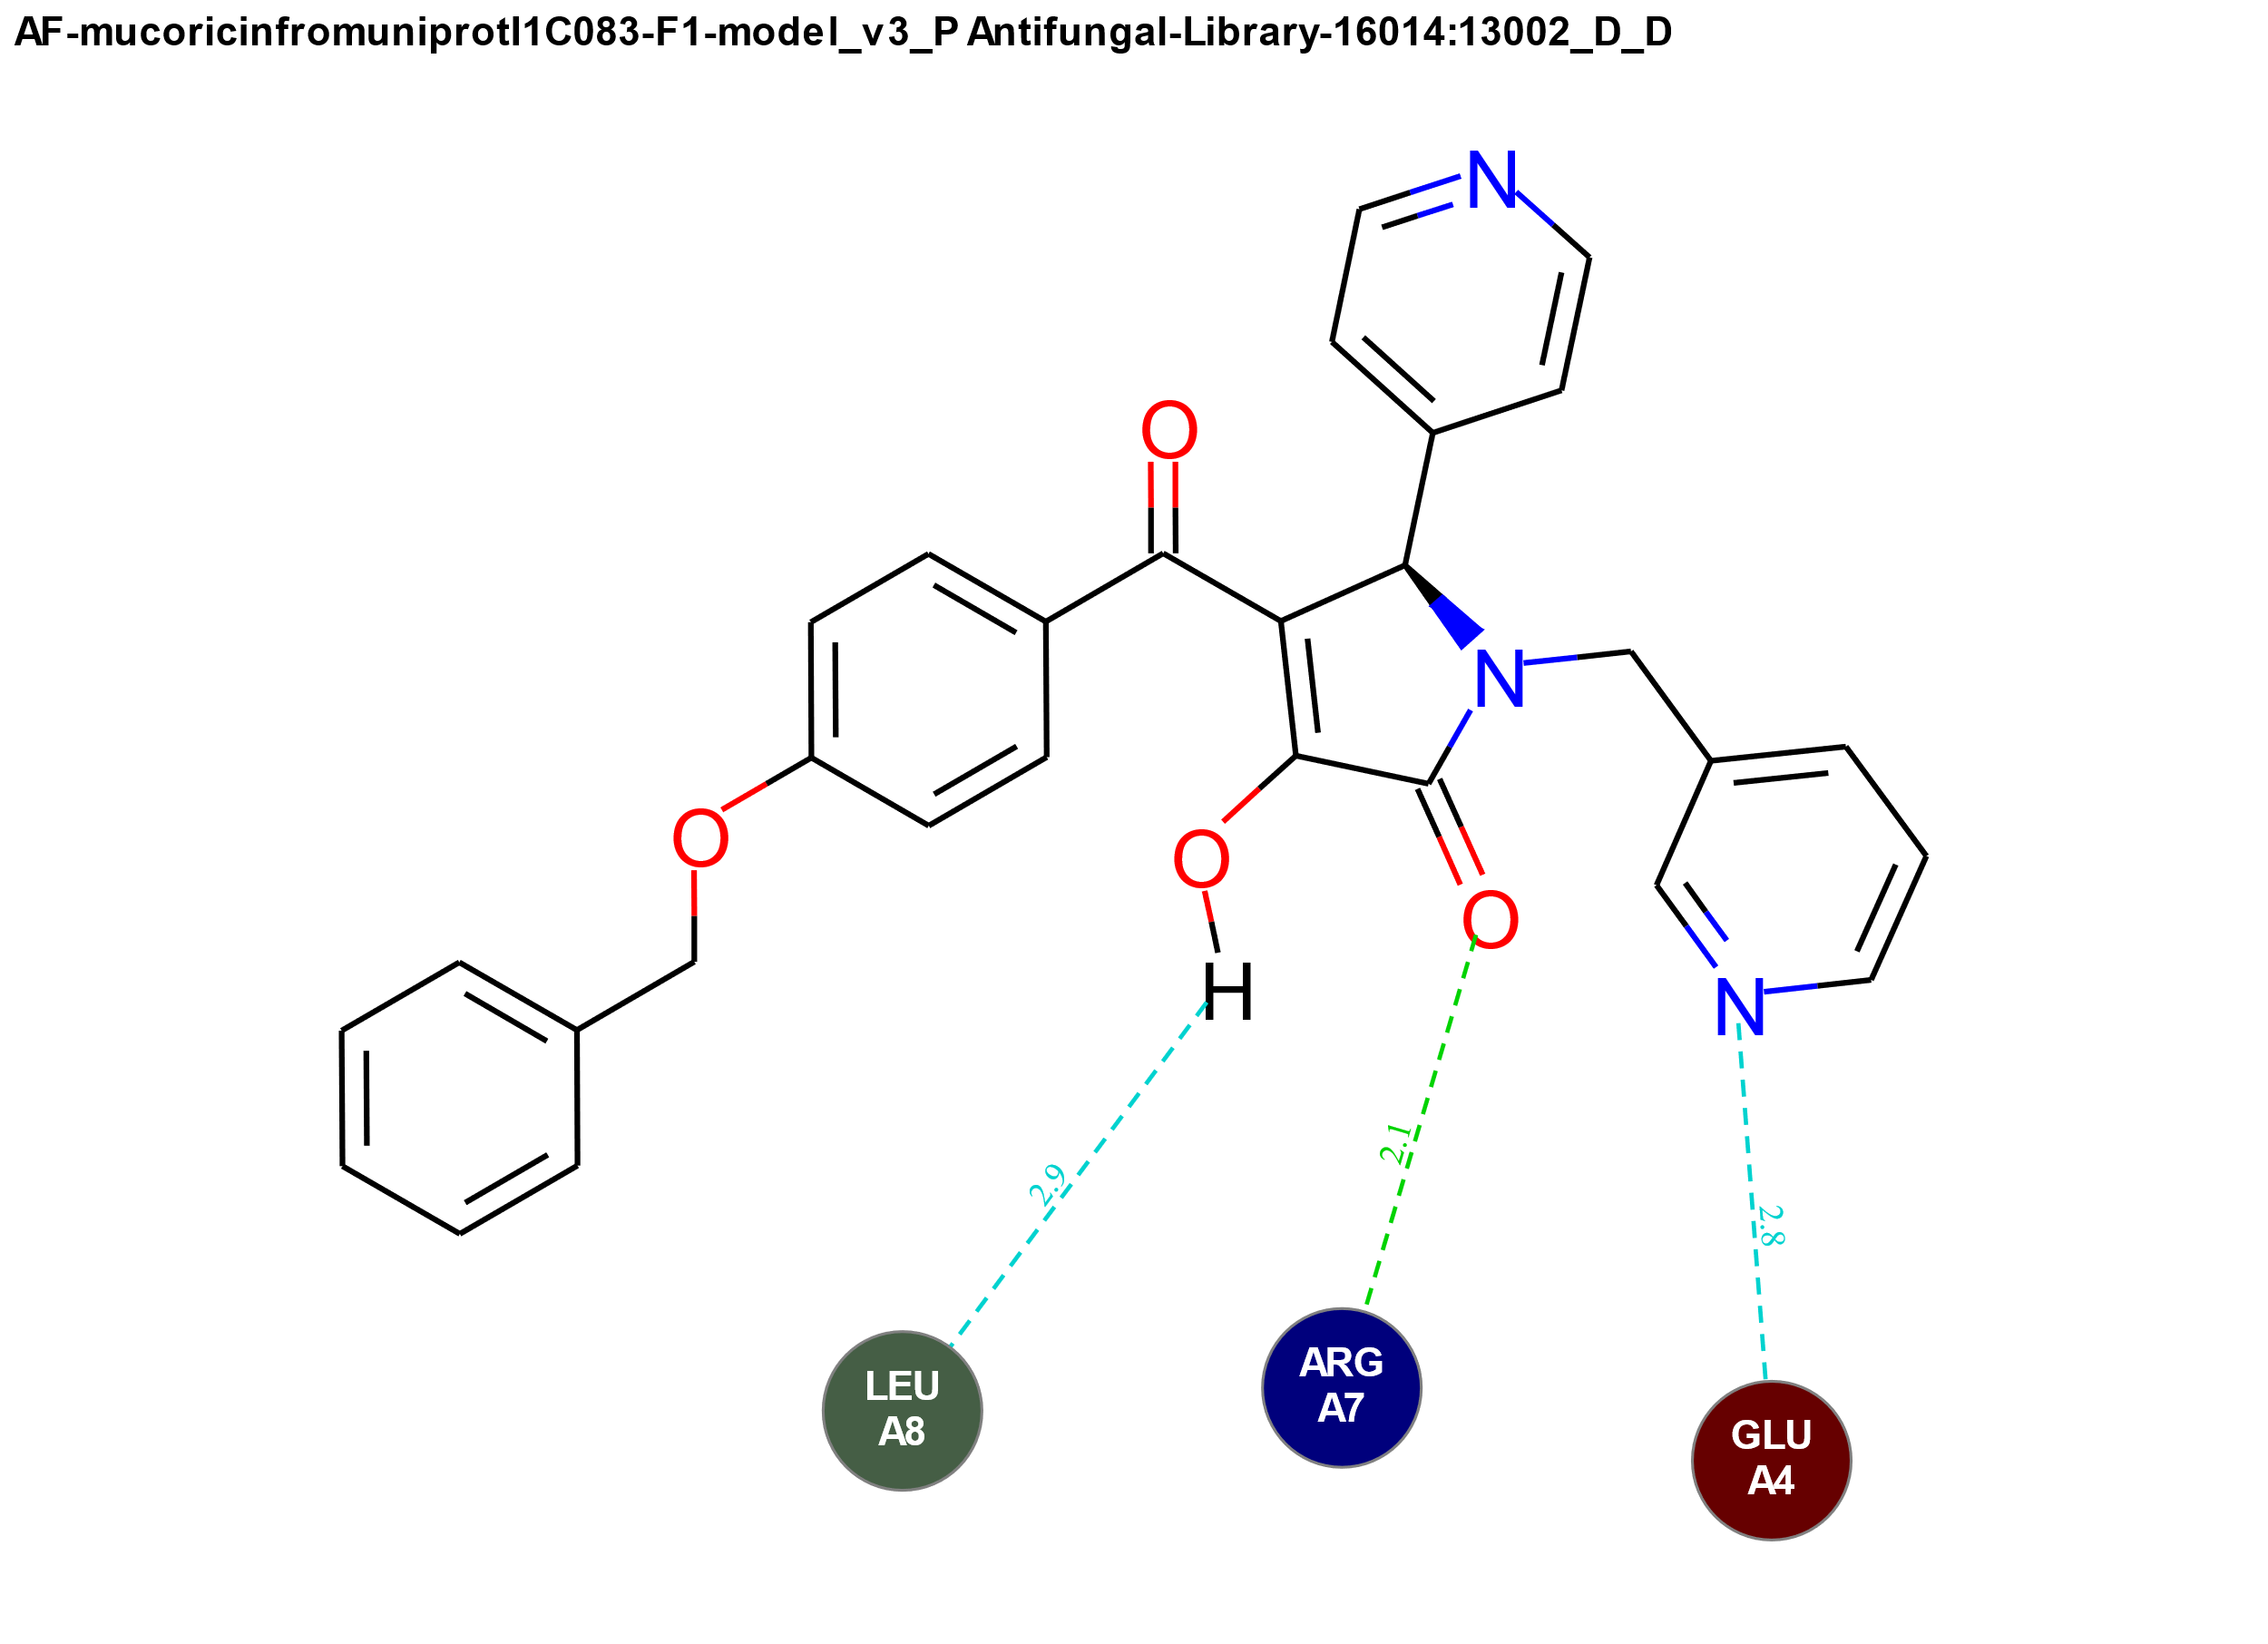 AF-mucoricinfromuniprotI1C083-F1-model_v3_P Antifungal-Library-16014:13002_D_D
N
O
N
O
O
O
H
N
2.9
2.1
2.8
LEU
A8
ARG
A7
GLU
A4